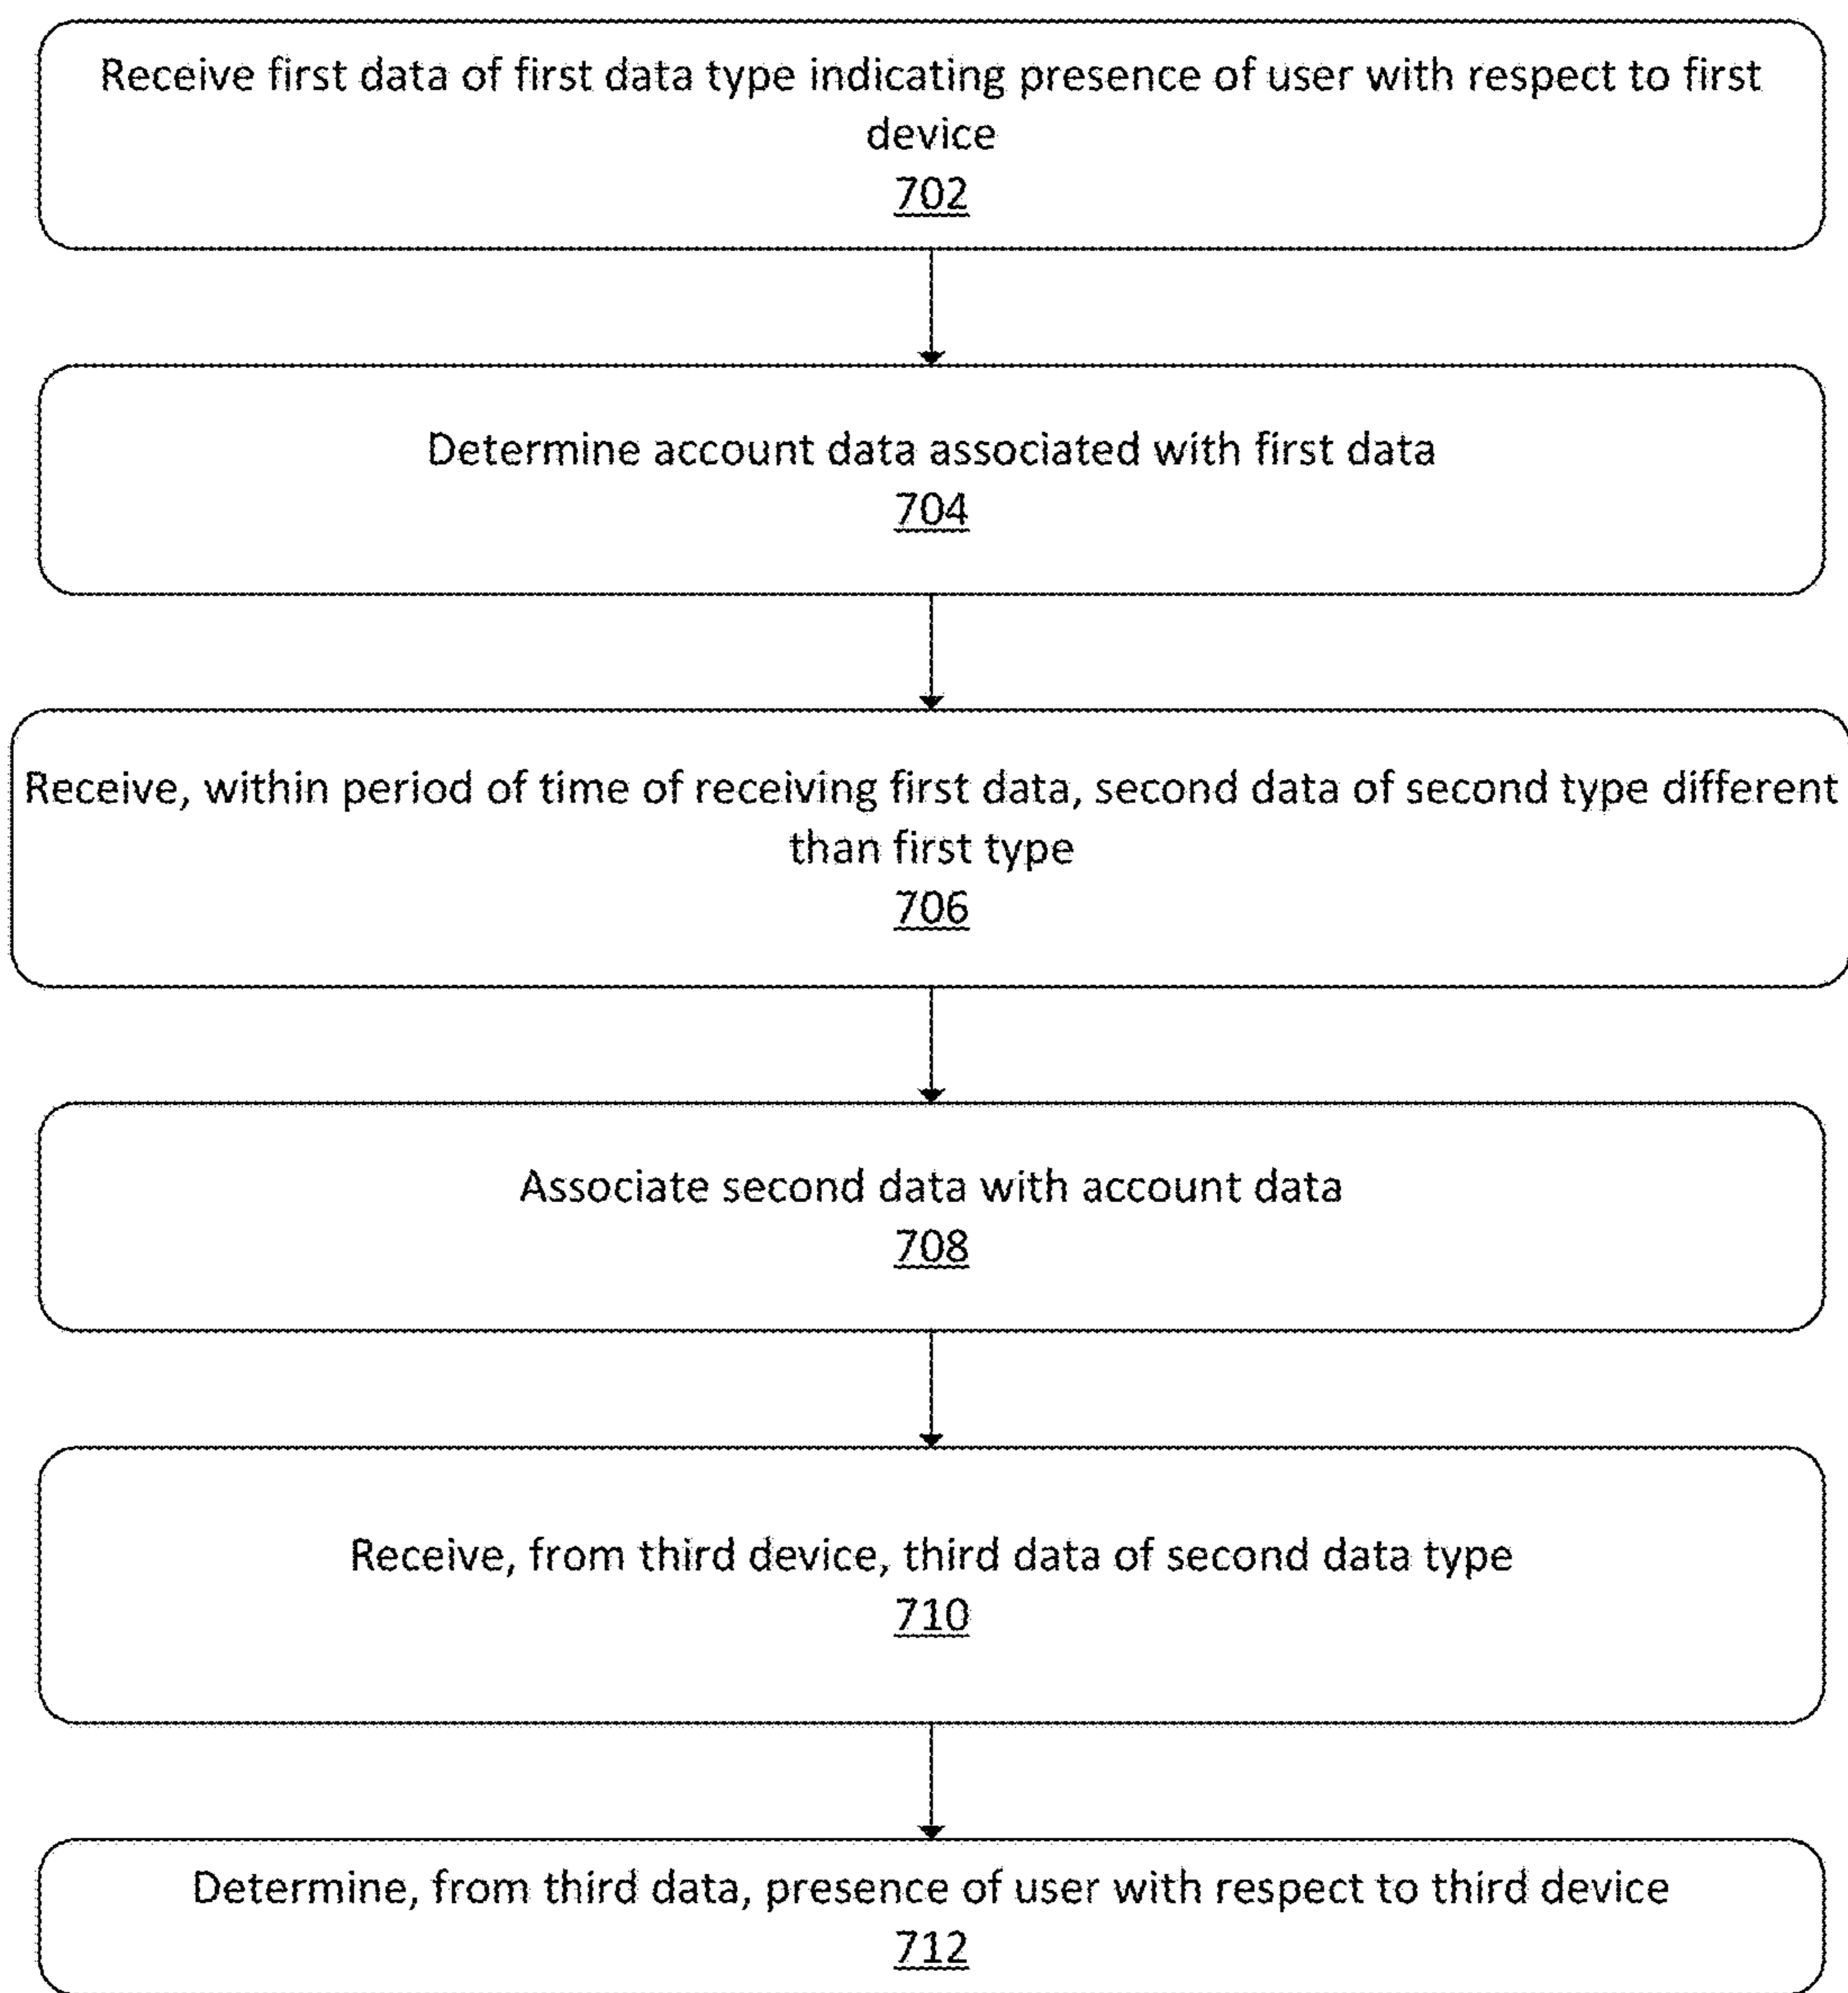 Receive first data of first data type indicating presence of user with respect to first
device
702
Determine account data associated with first data
704
Receive, within period of time of receiving first data, second data of second type different
than first type
706
Associate second data with account data
708
Receive, from third device, third data of second data type
710
Determine, from third data, presence of user with respect to third device
712